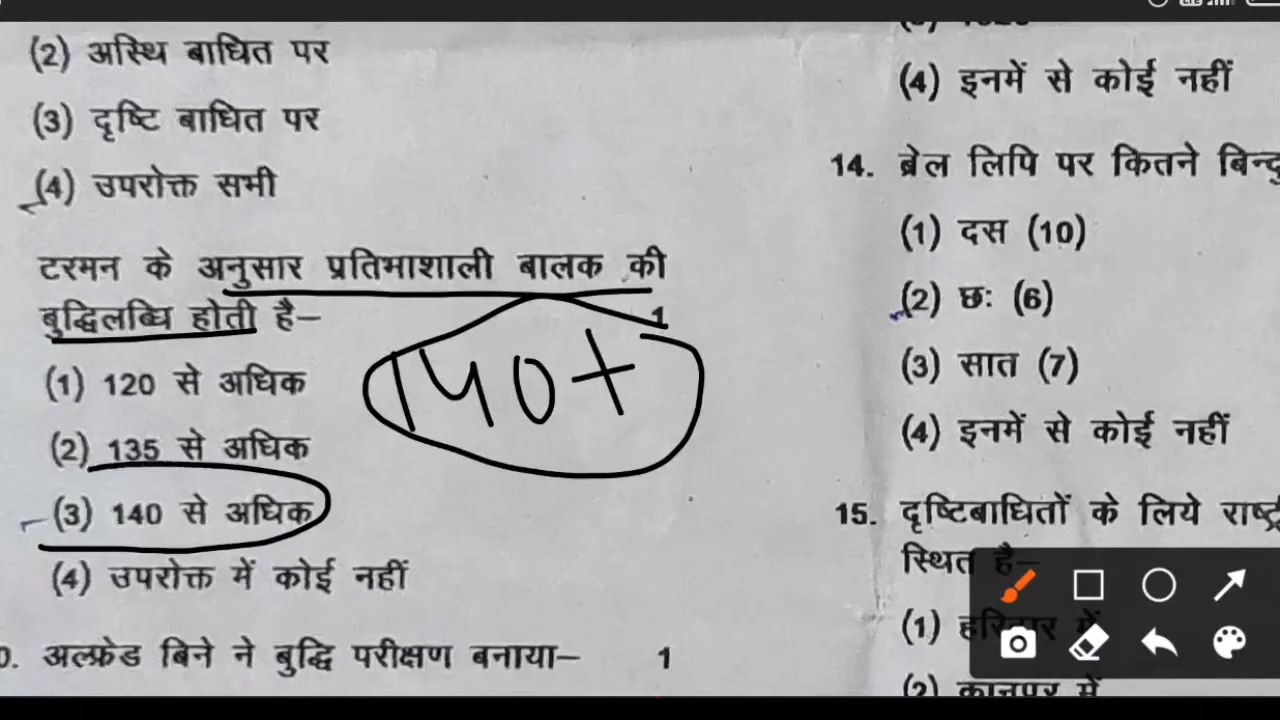 (2) अस्थि बाधित पर
(3) दृष्टि बाधित पर
(4) उपरोक्त सभी
टरमन के अनुसार प्रतिभाशाली बालक की
बुद्धिलब्धि होती है– 1
(1) 120 से अधिक
(2) 135 से अधिक
(3) 140 से अधिक
(4) उपरोक्त में कोई नहीं
140+
अल्फ्रेड बिने ने बुद्धि परीक्षण बनाया– 1
(4) इनमें से कोई नहीं
14. ब्रेल लिपि पर कितने बिन्दु
(1) दस (10)
(2) छः (6)
(3) सात (7)
(4) इनमें से कोई नहीं
15. दृष्टिबाधितों के लिये राष्ट्री
स्थित है–
(1) हरिद्वार में
(2) कानपुर में